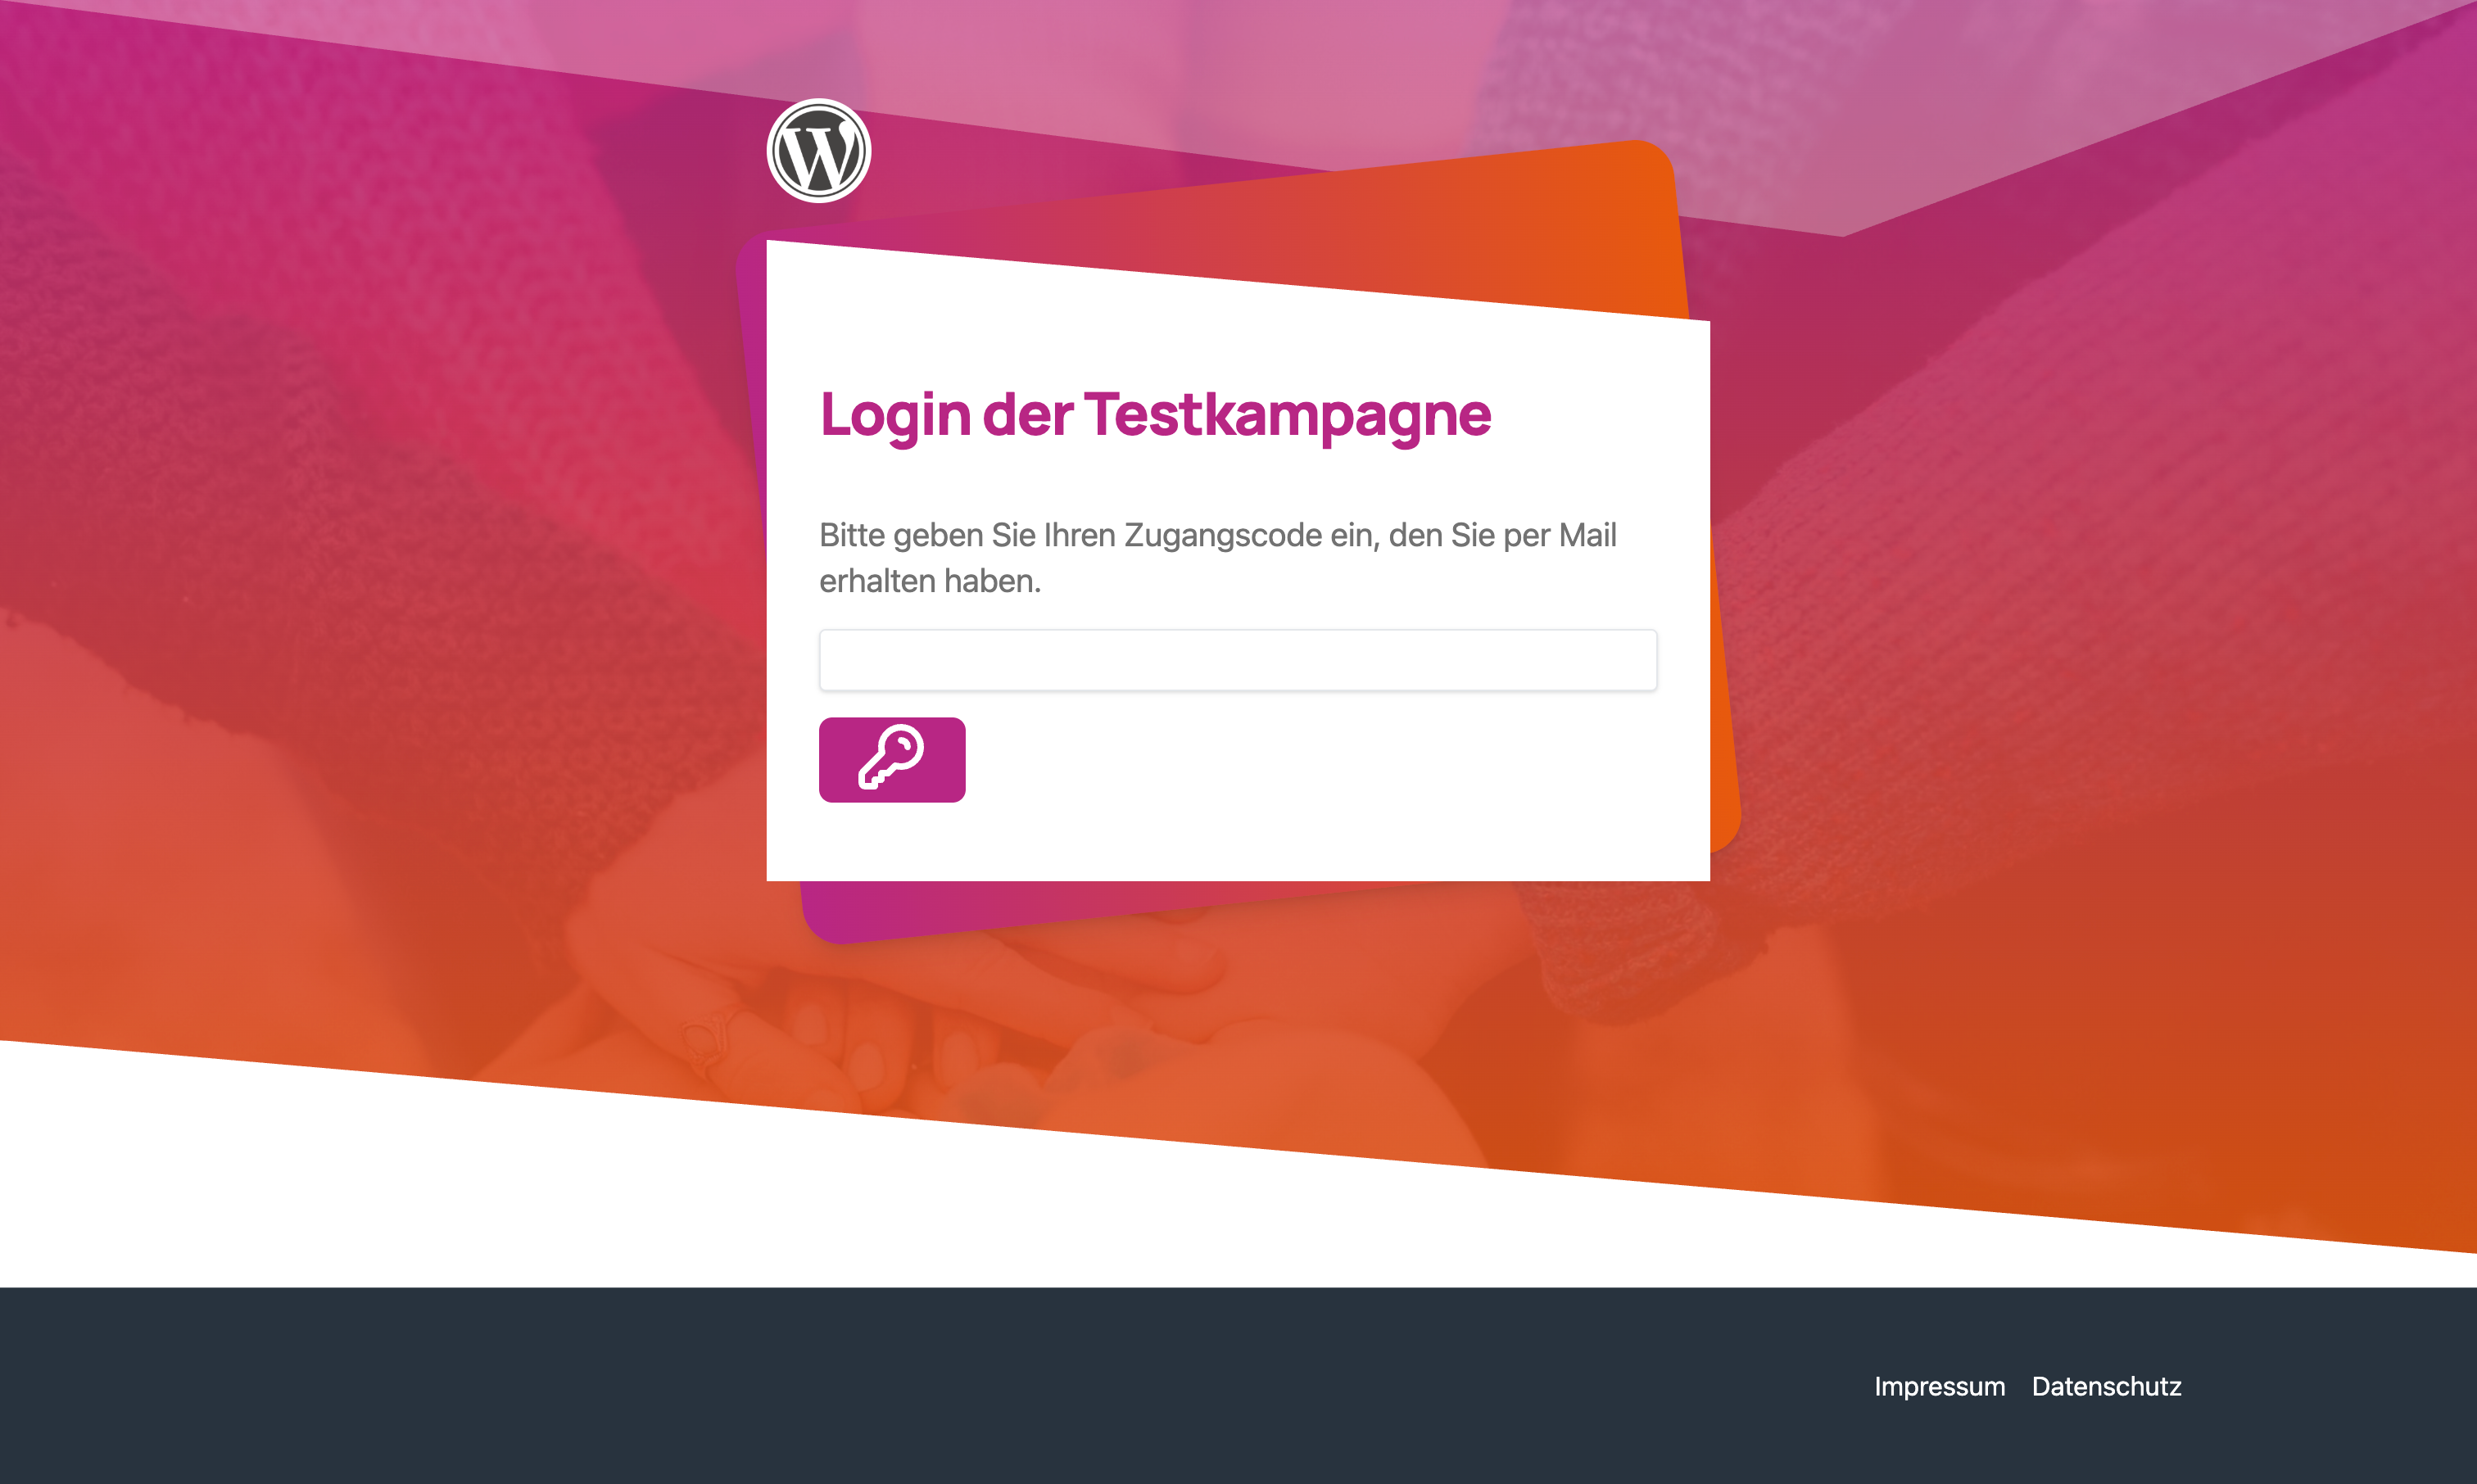 W
Login der Testkampagne
Bitte geben Sie Ihren Zugangscode ein, den Sie per Mail
erhalten haben.
Impressum Datenschutz